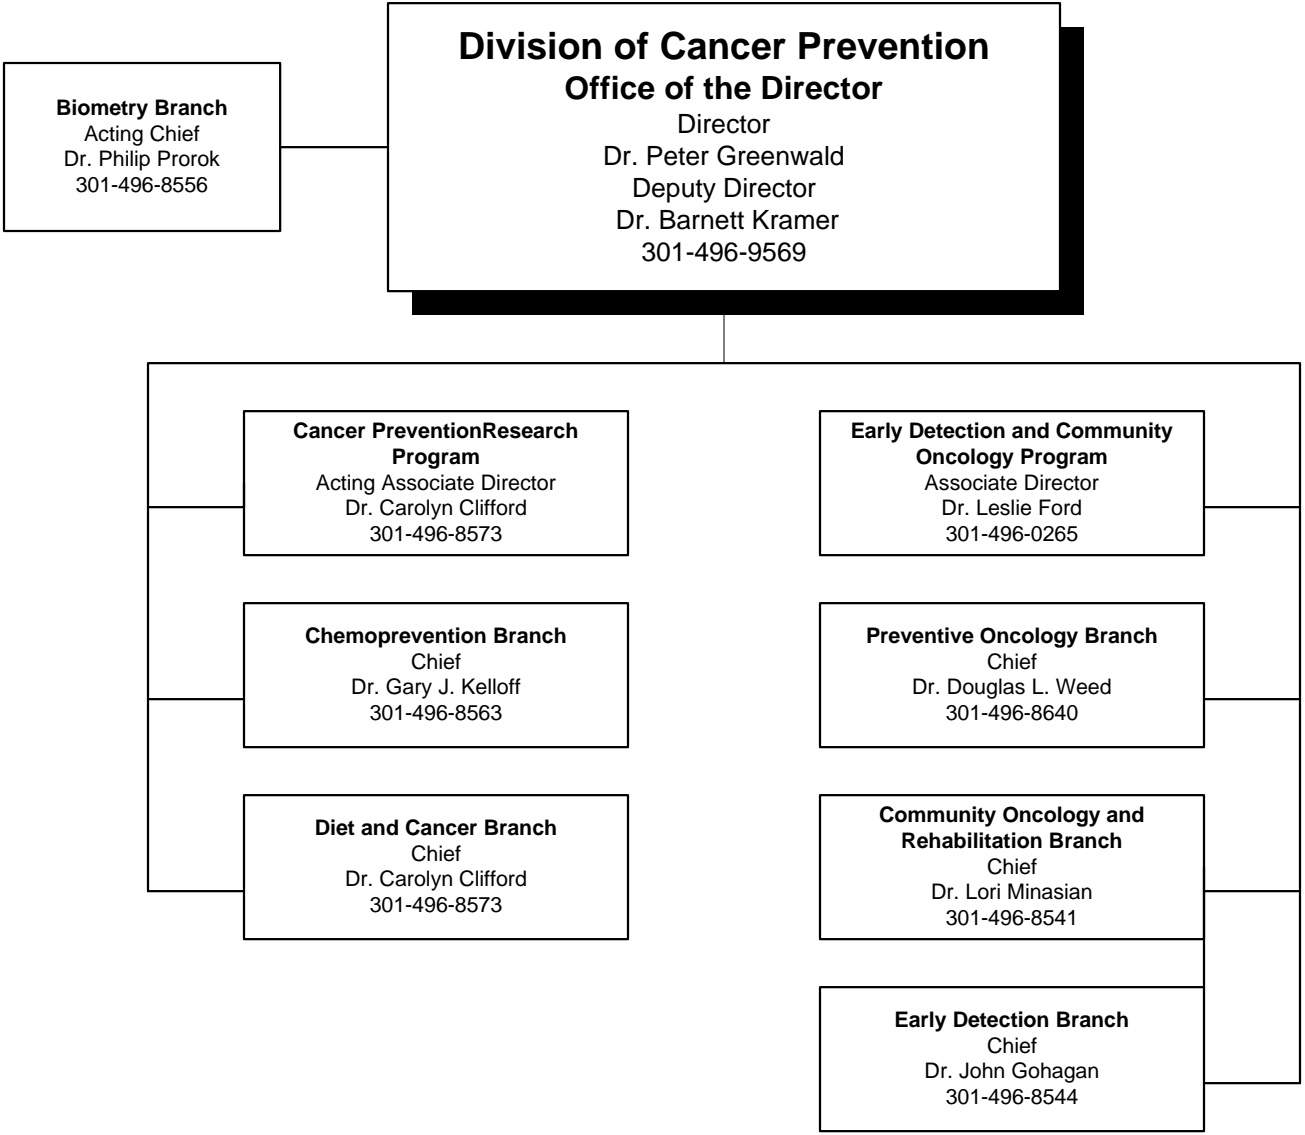 Division of Cancer Prevention
Office of the Director
Director
Dr. Peter Greenwald
Deputy Director
Dr. Barnett Kramer
301-496-9569
Biometry Branch
Acting Chief
Dr. Philip Prorok
301-496-8556
Cancer PreventionResearch
Program
Acting Associate Director
Dr. Carolyn Clifford
301-496-8573
Chemoprevention Branch
Chief
Dr. Gary J. Kelloff
301-496-8563
Diet and Cancer Branch
Chief
Dr. Carolyn Clifford
301-496-8573
Early Detection and Community
Oncology Program
Associate Director
Dr. Leslie Ford
301-496-0265
Preventive Oncology Branch
Chief
Dr. Douglas L. Weed
301-496-8640
Community Oncology and
Rehabilitation Branch
Chief
Dr. Lori Minasian
301-496-8541
Early Detection Branch
Chief
Dr. John Gohagan
301-496-8544